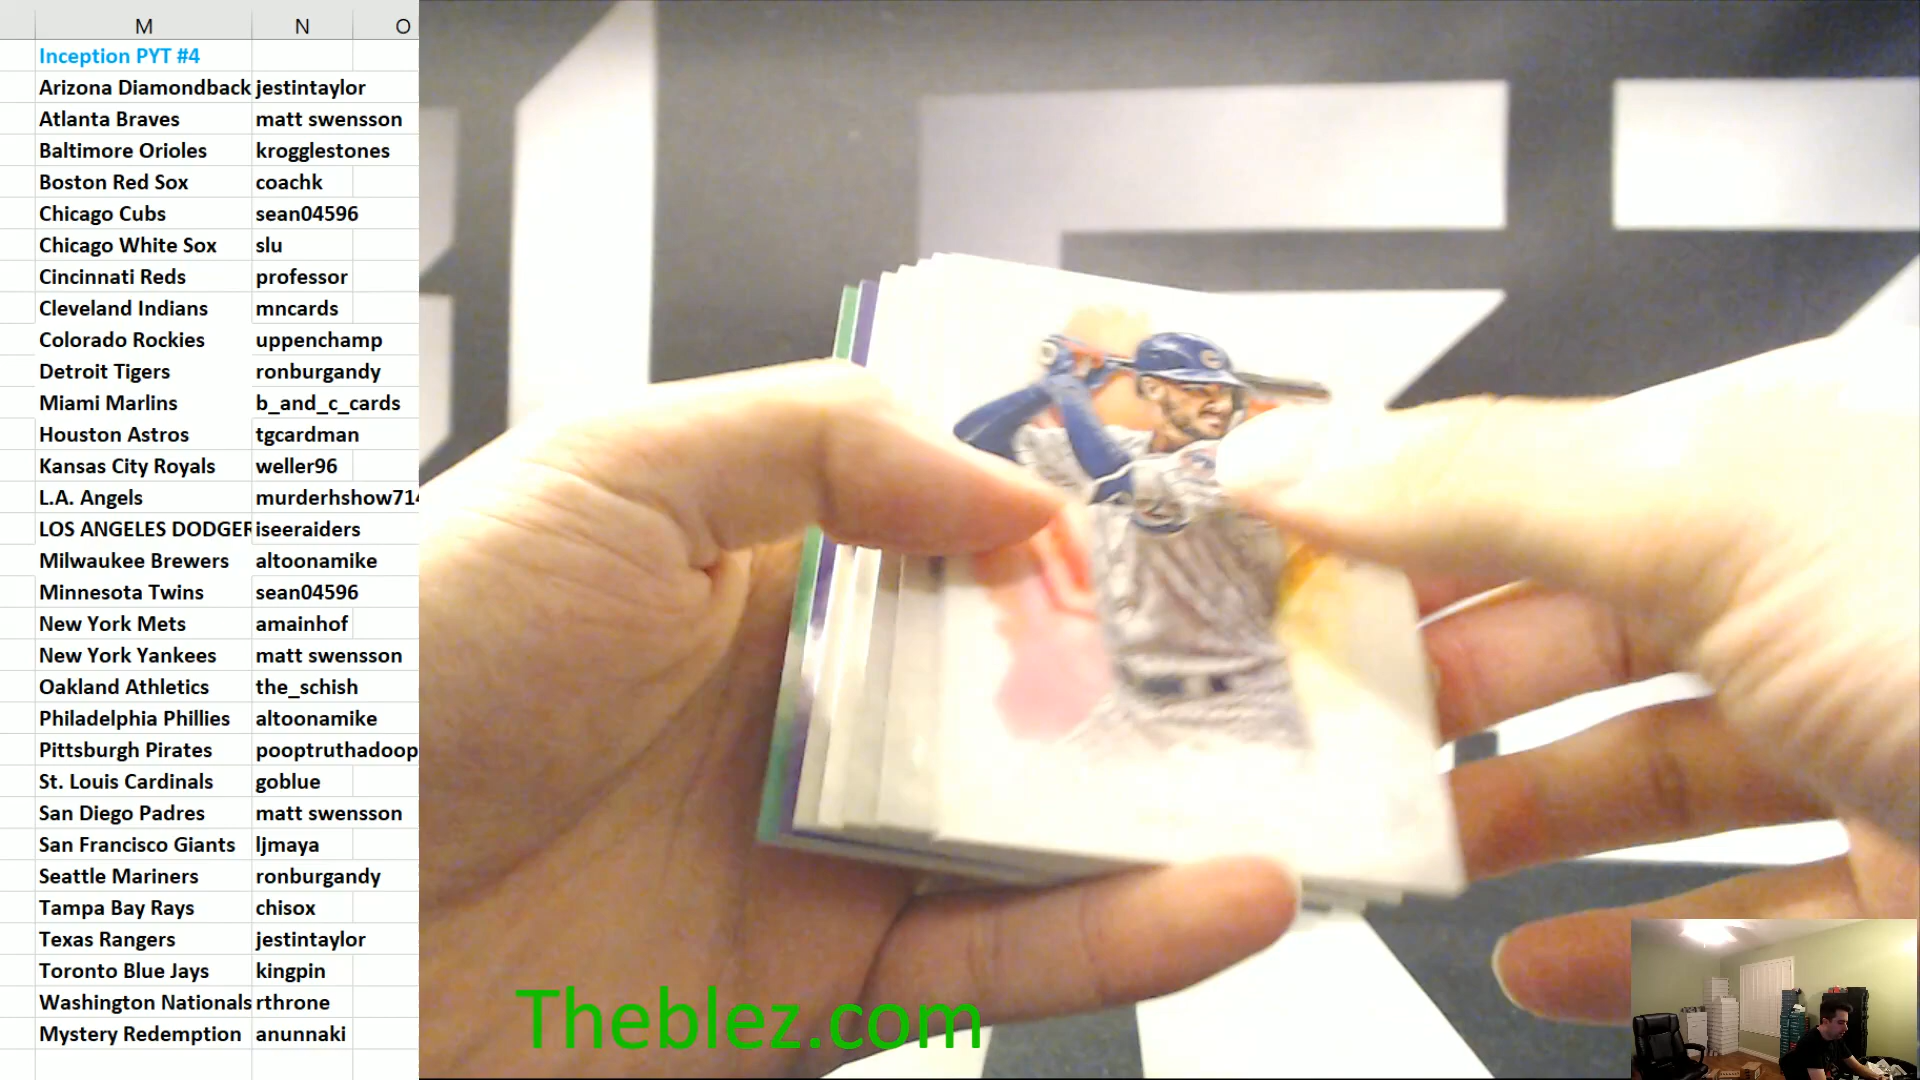 M N O
Inception PYT #4
Arizona Diamondback jestintaylor
Atlanta Braves matt swensson
Baltimore Orioles krogglestones
Boston Red Sox coachk
Chicago Cubs sean04596
Chicago White Sox slu
Cincinnati Reds professor
Cleveland Indians mncards
Colorado Rockies uppenchamp
Detroit Tigers ronburgandy
Miami Marlins b_and_c_cards
Houston Astros tgcardman
Kansas City Royals weller96
L.A. Angels murderhshow714
LOS ANGELES DODGER iseeraiders
Milwaukee Brewers altoonamike
Minnesota Twins sean04596
New York Mets amainhof
New York Yankees matt swensson
Oakland Athletics the_schish
Philadelphia Phillies altoonamike
Pittsburgh Pirates pooptruthadoop
St. Louis Cardinals goblue
San Diego Padres matt swensson
San Francisco Giants ljmaya
Seattle Mariners ronburgandy
Tampa Bay Rays chisox
Texas Rangers jestintaylor
Toronto Blue Jays kingpin
Washington Nationals rthrone
Mystery Redemption anunnaki
Theblez.com